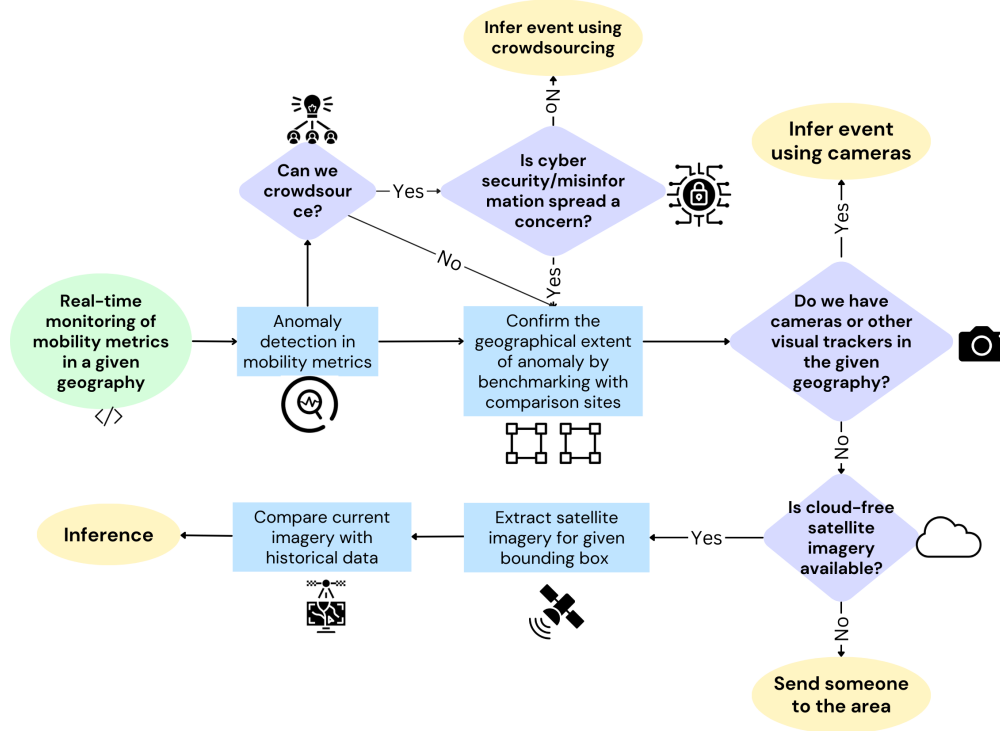 Infer event using
crowdsourcing
No
Can we
crowdsour
ce?
Yes
Is cyber
security/misinfor
mation spread a
concern?
Infer event
using cameras
Yes
No
Yes
Real-time
monitoring of
mobility metrics
in a given
geography
</>
Anomaly
detection in
mobility metrics
Confirm the
geographical extent
of anomaly by
benchmarking with
comparison sites
Do we have
cameras or other
visual trackers in
the given
geography?
No
Inference
Compare current
imagery with
historical data
Extract satellite
imagery for given
bounding box
Yes
Is cloud-free
satellite
imagery
available?
No
Send someone
to the area